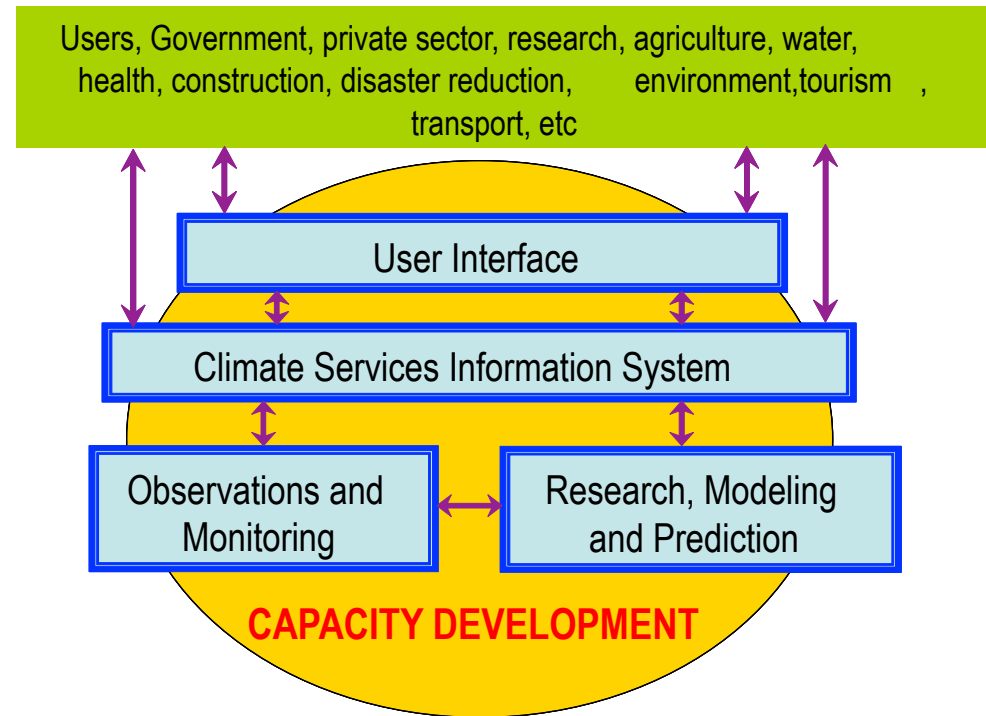 Users, Government, private sector, research, agriculture, water,
health, construction, disaster reduction, environment,tourism ,
transport, etc
User Interface
Climate Services Information System
Observations and
Monitoring
Research, Modeling
and Prediction
CAPACITY DEVELOPMENT